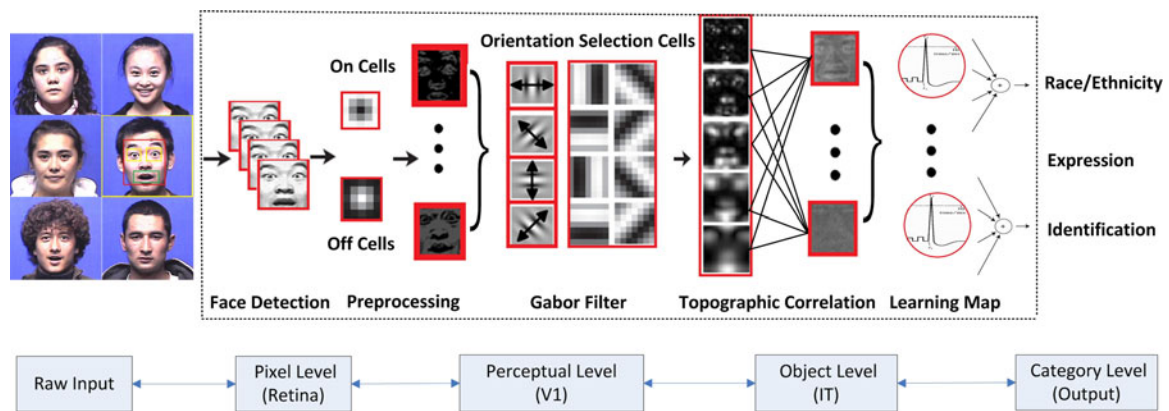 Orientation Selection Cells
On Cells
Off Cells
Race/Ethnicity
Expression
Identification
Face Detection
Preprocessing
Gabor Filter
Topographic Correlation
Learning Map
Raw Input
Pixel Level
(Retina)
Perceptual Level
(V1)
Object Level
(IT)
Category Level
(Output)